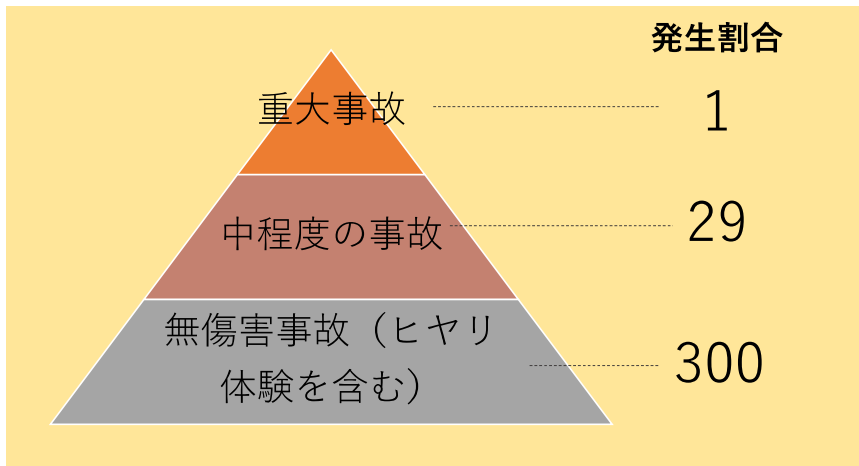 発生割合
重大事故
1
中程度の事故
29
無傷害事故（ヒヤリ
体験を含む）
300